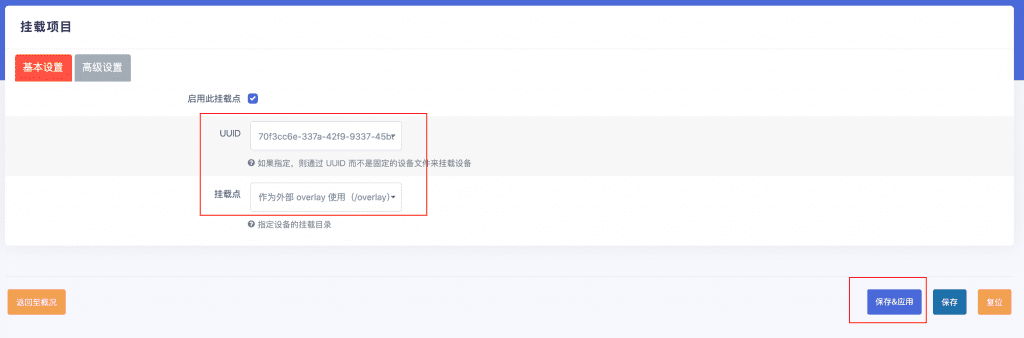 挂载项目
基本设置 高级设置
启用此挂载点
UUID 70f3cc6e-337a-42f9-9337-45b
如果指定，则通过 UUID 而不是固定的设备文件来挂载设备
挂载点 作为外部 overlay 使用（/overlay）
指定设备的挂载目录
返回至概况 保存&应用 保存 复位